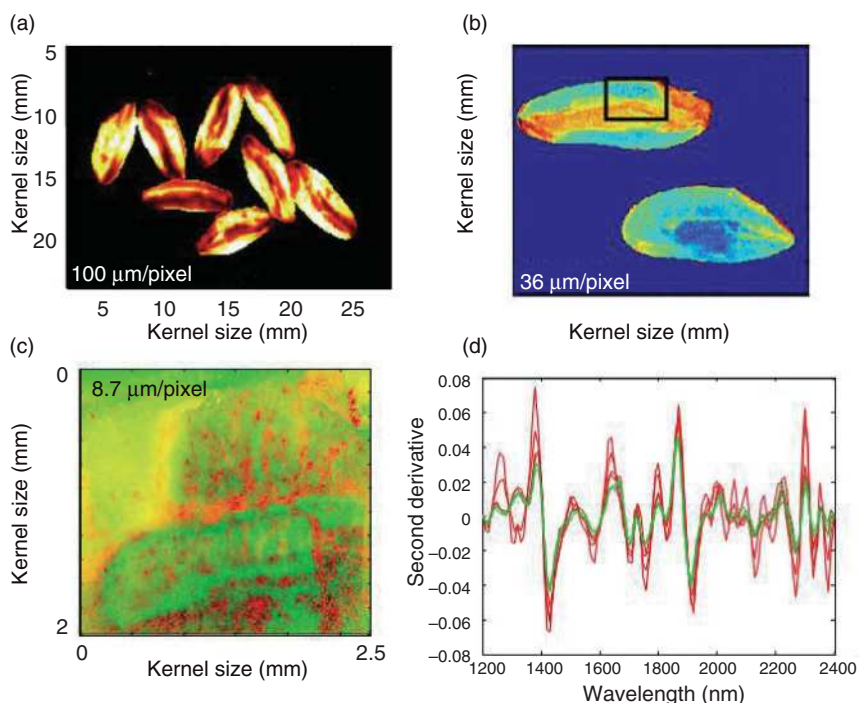 (a)
5
10
15
20
Kernel size (mm)
100 μm/pixel
5 10 15 20 25
Kernel size (mm)
(b)
Kernel size (mm)
36 μm/pixel
Kernel size (mm)
(c)
0
2
Kernel size (mm)
8.7 μm/pixel
0 2.5
Kernel size (mm)
(d)
0.08
0.06
0.04
0.02
0
−0.02
−0.04
−0.06
−0.08
Second derivative
1200 1400 1600 1800 2000 2200 2400
Wavelength (nm)